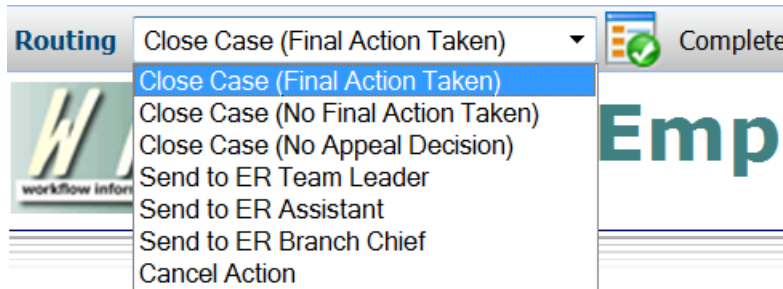 Routing Close Case (Final Action Taken) Complete
Close Case (Final Action Taken)
Close Case (No Final Action Taken)
Close Case (No Appeal Decision)
Send to ER Team Leader
Send to ER Assistant
Send to ER Branch Chief
Cancel Action
W
workflow infor
Emp